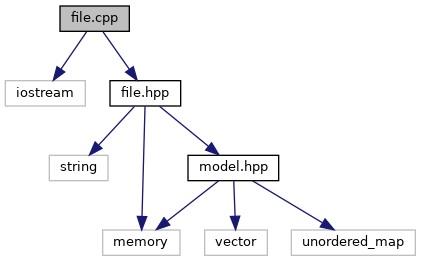 file.cpp
iostream
file.hpp
string
model.hpp
memory
vector
unordered_map